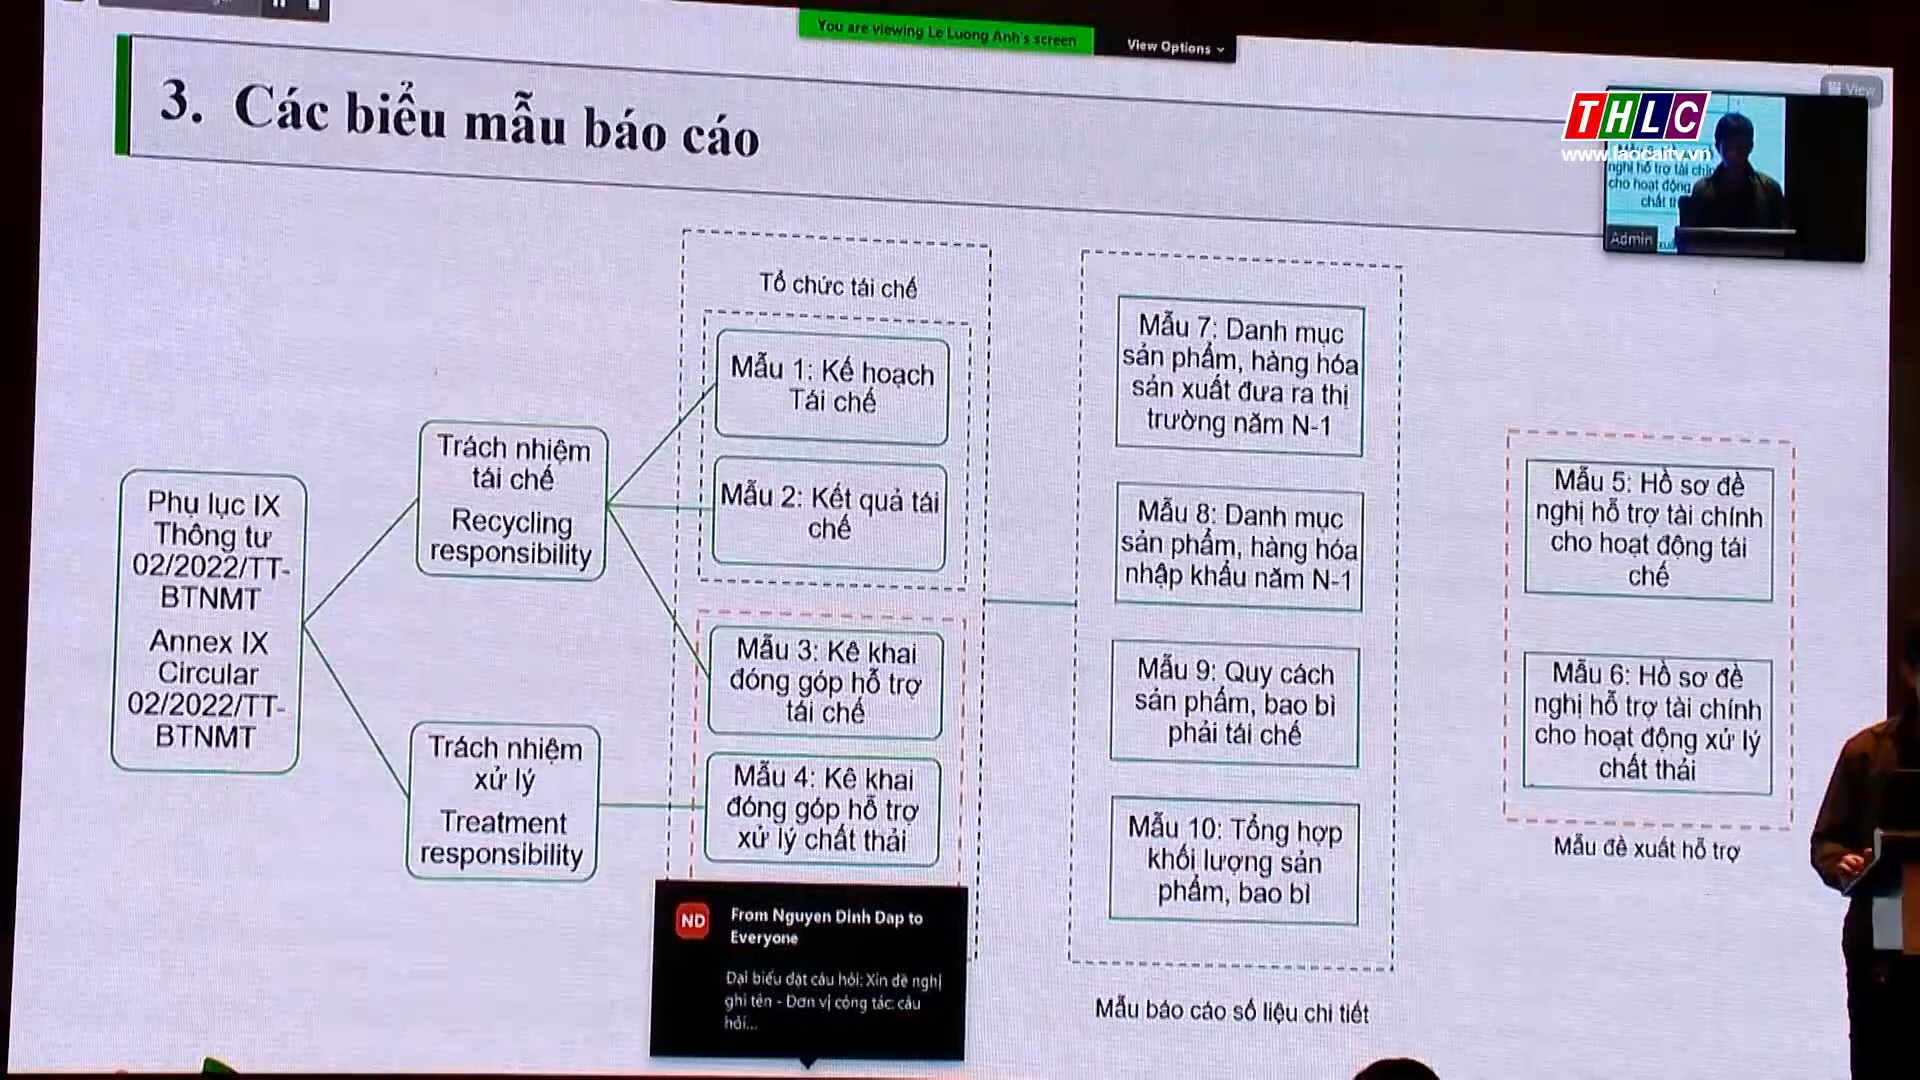 You are viewing Le Luong Anh's screen
View Options
View
3. Các biểu mẫu báo cáo
THLC
www.laocaitv.vn
nghị hỗ trợ tài chín
cho hoạt động
chất th
Admin
Phụ lục IX
Thông tư
02/2022/TT-
BTNMT
Annex IX
Circular
02/2022/TT-
BTNMT
Trách nhiệm
tái chế
Recycling
responsibility
Trách nhiệm
xử lý
Treatment
responsibility
Tổ chức tái chế
Mẫu 1: Kế hoạch
Tái chế
Mẫu 2: Kết quả tái
chế
Mẫu 3: Kê khai
đóng góp hỗ trợ
tái chế
Mẫu 4: Kê khai
đóng góp hỗ trợ
xử lý chất thải
ND
From Nguyen Dinh Dap to
Everyone
Đại biểu đặt câu hỏi: Xin đề nghị
ghi tên - Đơn vị công tác: câu
hỏi...
Mẫu 7: Danh mục
sản phẩm, hàng hóa
sản xuất đưa ra thị
trường năm N-1
Mẫu 8: Danh mục
sản phẩm, hàng hóa
nhập khẩu năm N-1
Mẫu 9: Quy cách
sản phẩm, bao bì
phải tái chế
Mẫu 10: Tổng hợp
khối lượng sản
phẩm, bao bì
Mẫu báo cáo số liệu chi tiết
Mẫu 5: Hồ sơ đề
nghị hỗ trợ tài chính
cho hoạt động tái
chế
Mẫu 6: Hồ sơ đề
nghị hỗ trợ tài chính
cho hoạt động xử lý
chất thải
Mẫu đề xuất hỗ trợ